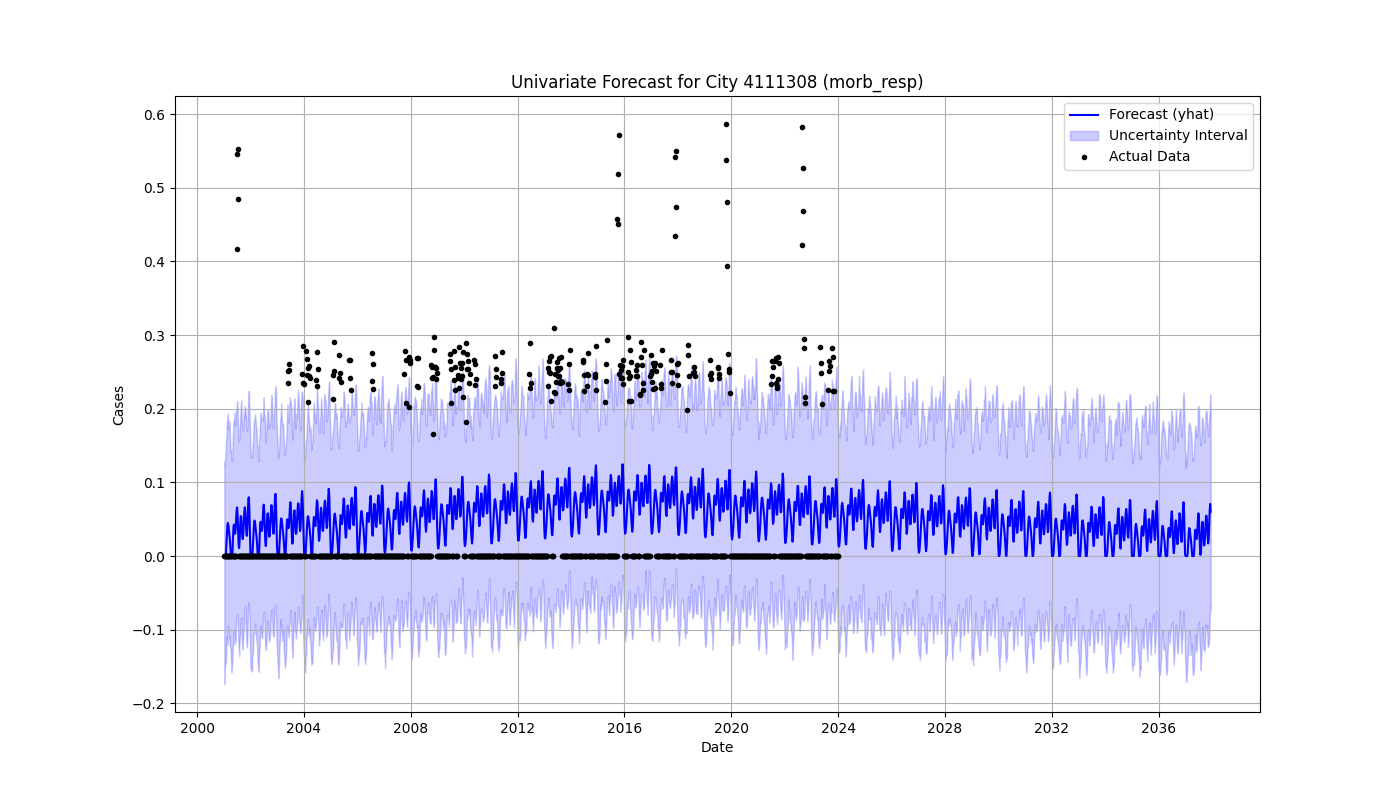 Univariate Forecast for City 4111308 (morb_resp)
Forecast (yhat)
Uncertainty Interval
Actual Data
Cases
0.6
0.5
0.4
0.3
0.2
0.1
0.0
−0.1
−0.2
2000 2004 2008 2012 2016 2020 2024 2028 2032 2036
Date